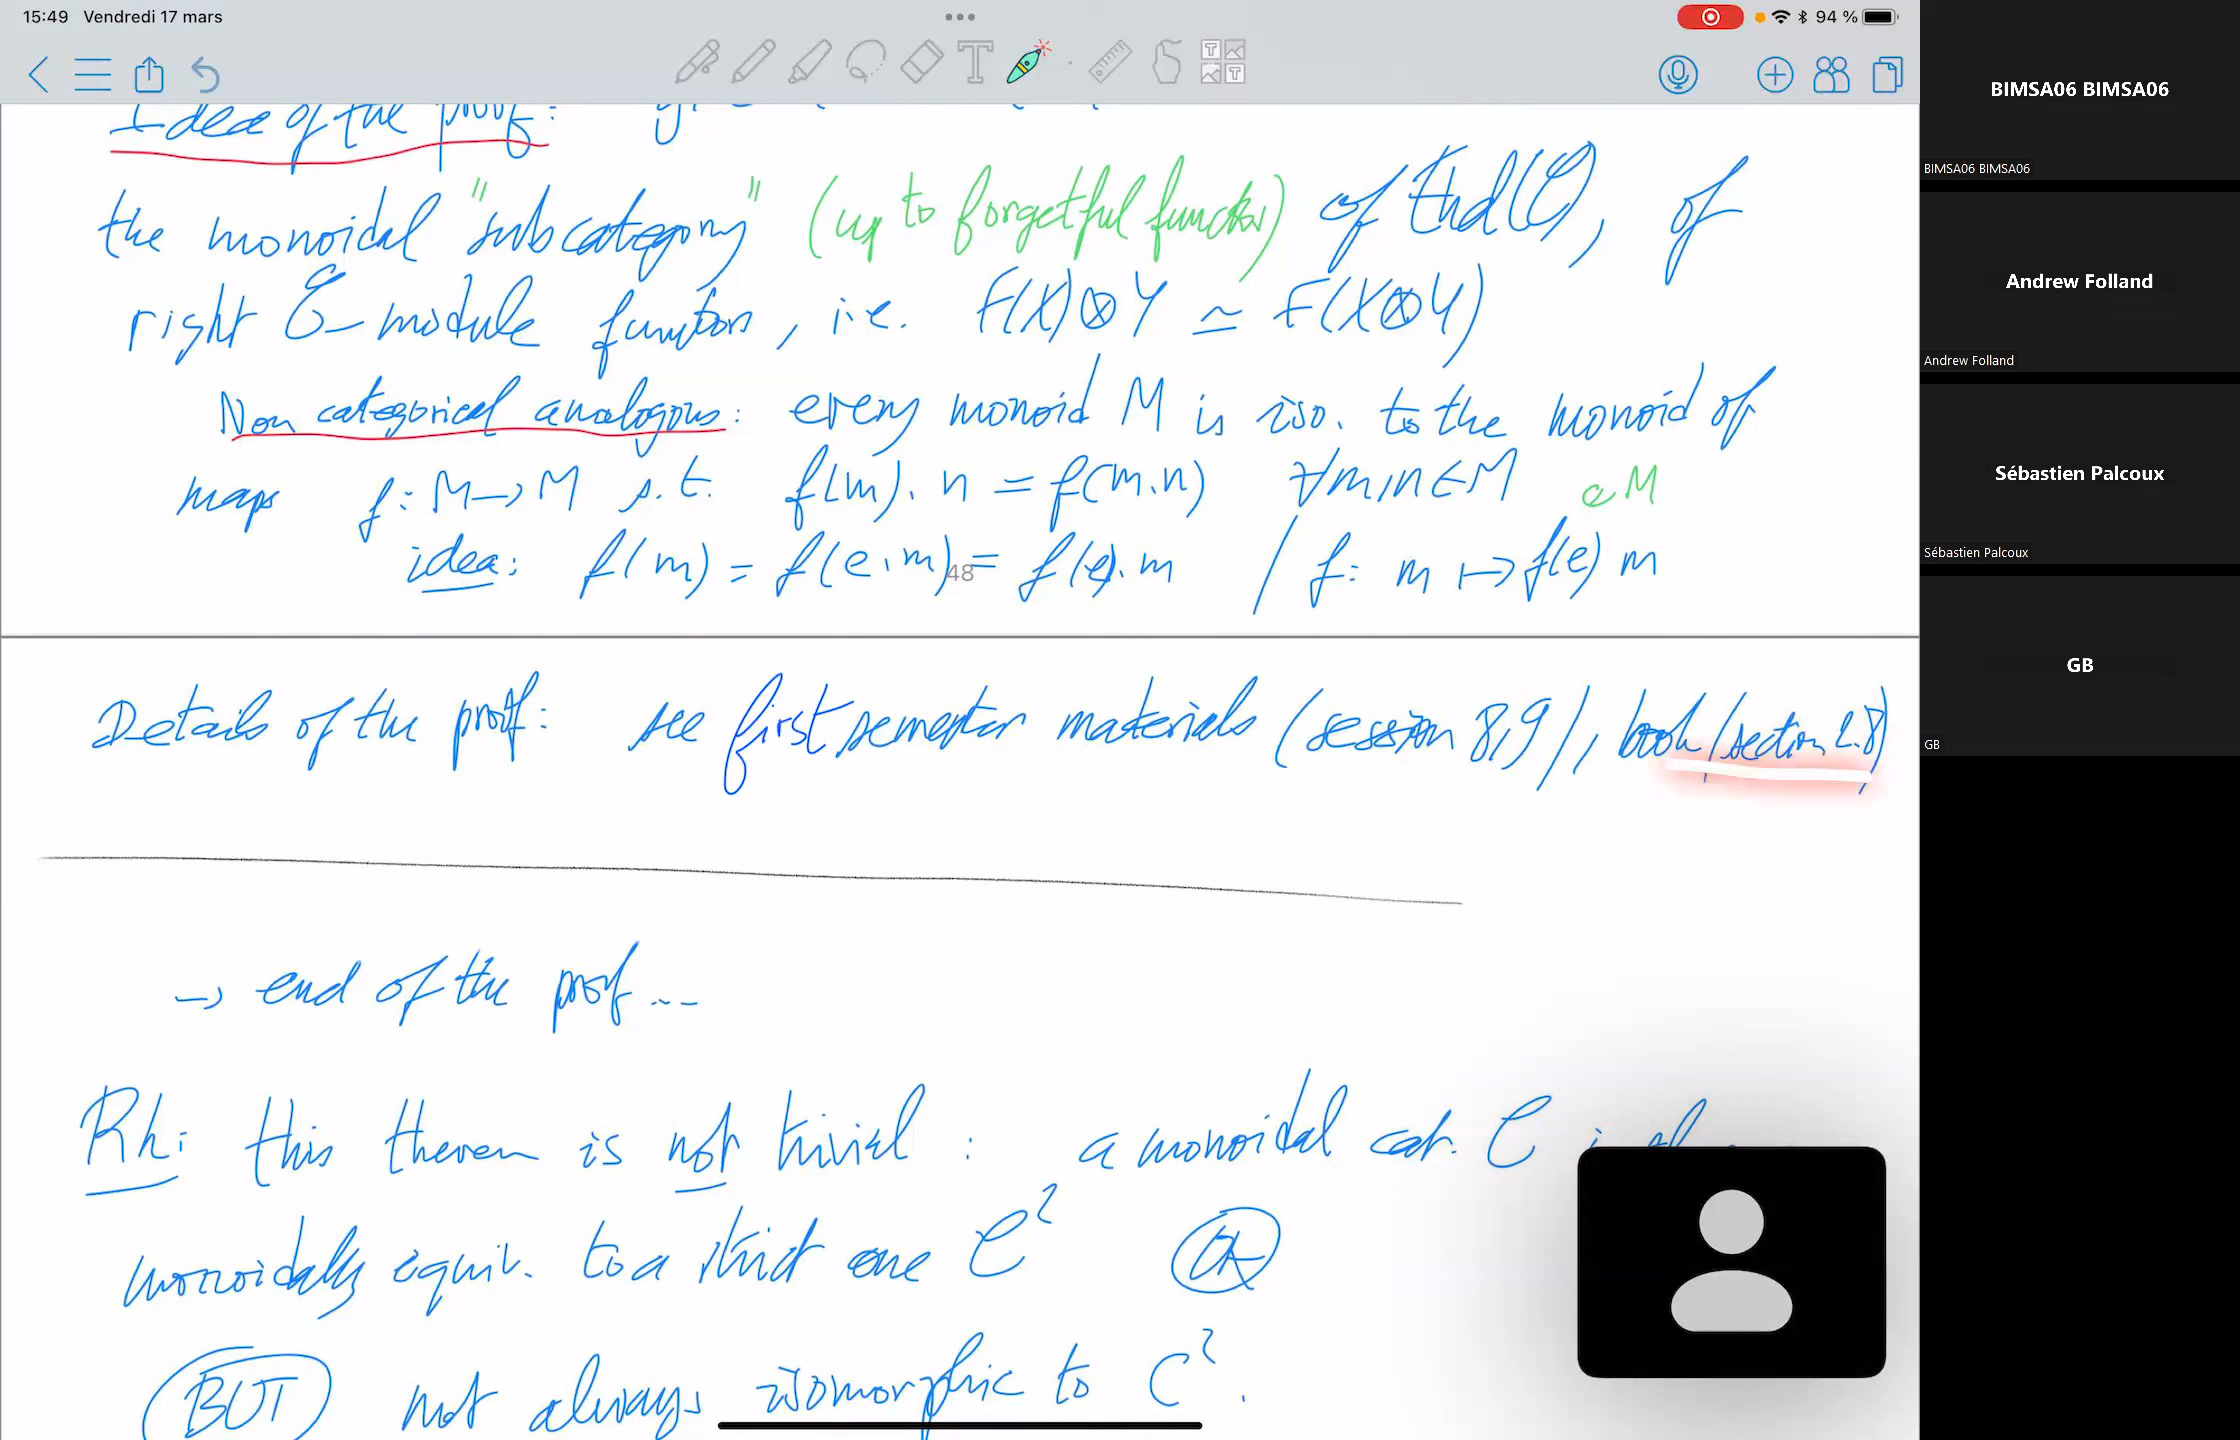 15:49 Vendredi 17 mars
94 %
Idea of the proof:
the monoidal "subcategory" (up to forgetful functor) of End(C), of
right C-module functors, i.e. F(X)⊗Y ≃ F(X⊗Y)
Non categorical analogous: every monoid M is iso. to the monoid of
maps f: M→M s.t. f(m).n = f(m.n) ∀m,n∈M
∈M
idea: f(m) = f(e.m) = f(e).m / f: m ↦ f(e) m
48
Details of the proof: see first semester materials (session 8,9), book (section 2.8)
→ end of the proof...
Rk: this theorem is not trivial: a monoidal cat. C is
monoidally equiv. to a strict one C² OK
BUT not always isomorphic to C².
BIMSA06 BIMSA06
BIMSA06 BIMSA06
Andrew Folland
Andrew Folland
Sébastien Palcoux
Sébastien Palcoux
GB
GB